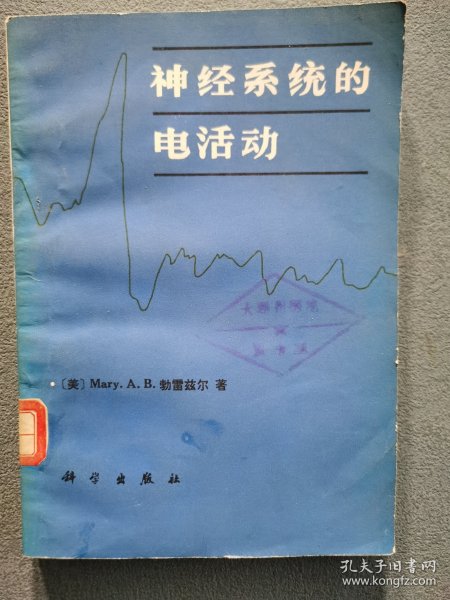 神经系统的
电活动
〔美〕Mary. A. B. 勃雷兹尔 著
科学出版社
孔夫子旧书网
www.kongfz.com